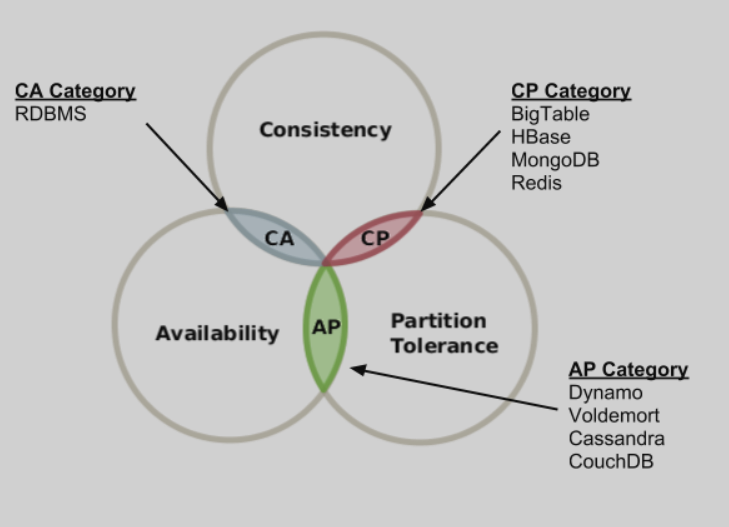 CA Category
RDBMS
CP Category
BigTable
HBase
MongoDB
Redis
Consistency
CA
CP
Availability
AP
Partition
Tolerance
AP Category
Dynamo
Voldemort
Cassandra
CouchDB